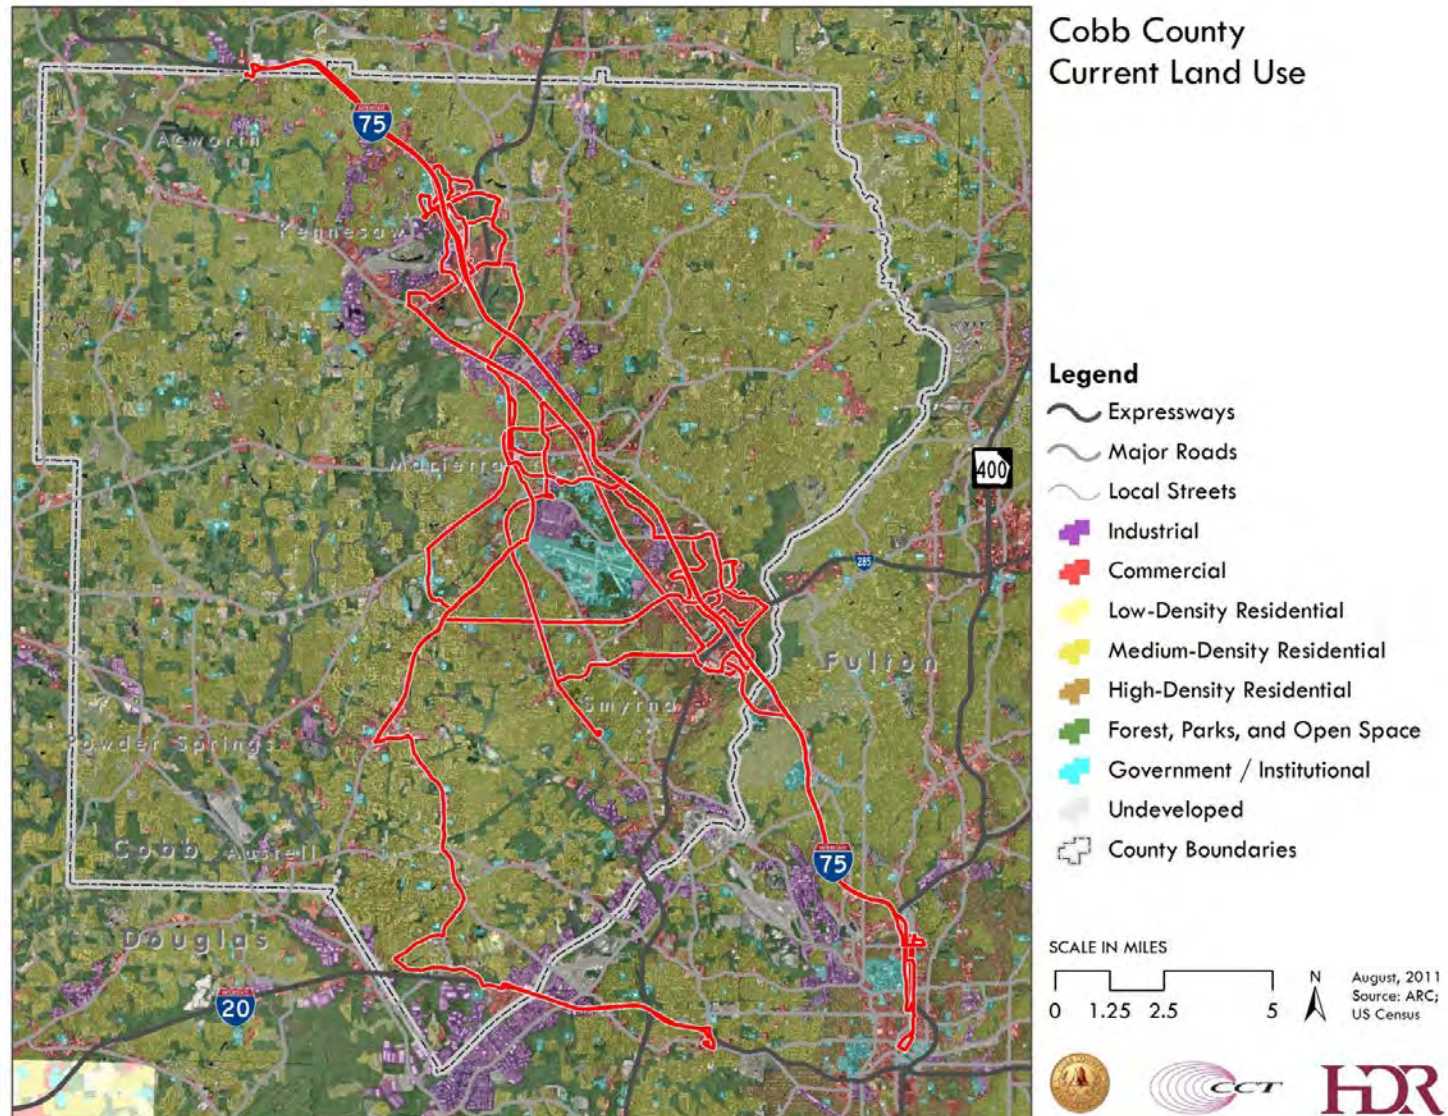 Cobb County
Current Land Use
75
Acworth
Kennesaw
400
Marietta
285
Fulton
Smyrna
Powder Springs
Cobb
Austell
75
Douglas
20
Legend
Expressways
Major Roads
Local Streets
Industrial
Commercial
Low-Density Residential
Medium-Density Residential
High-Density Residential
Forest, Parks, and Open Space
Government / Institutional
Undeveloped
County Boundaries
SCALE IN MILES
0 1.25 2.5 5
N
August, 2011
Source: ARC;
US Census
CCT
HDR